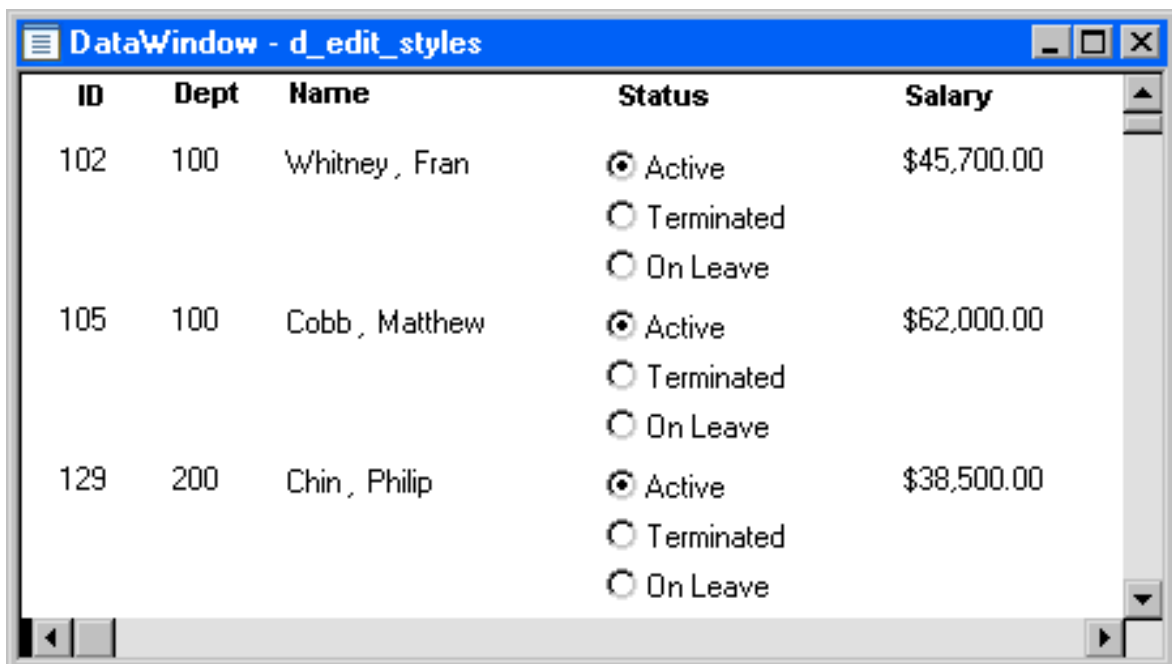 DataWindow - d_edit_styles
ID Dept Name Status Salary
102 100 Whitney , Fran Active $45,700.00
Terminated
On Leave
105 100 Cobb , Matthew Active $62,000.00
Terminated
On Leave
129 200 Chin , Philip Active $38,500.00
Terminated
On Leave